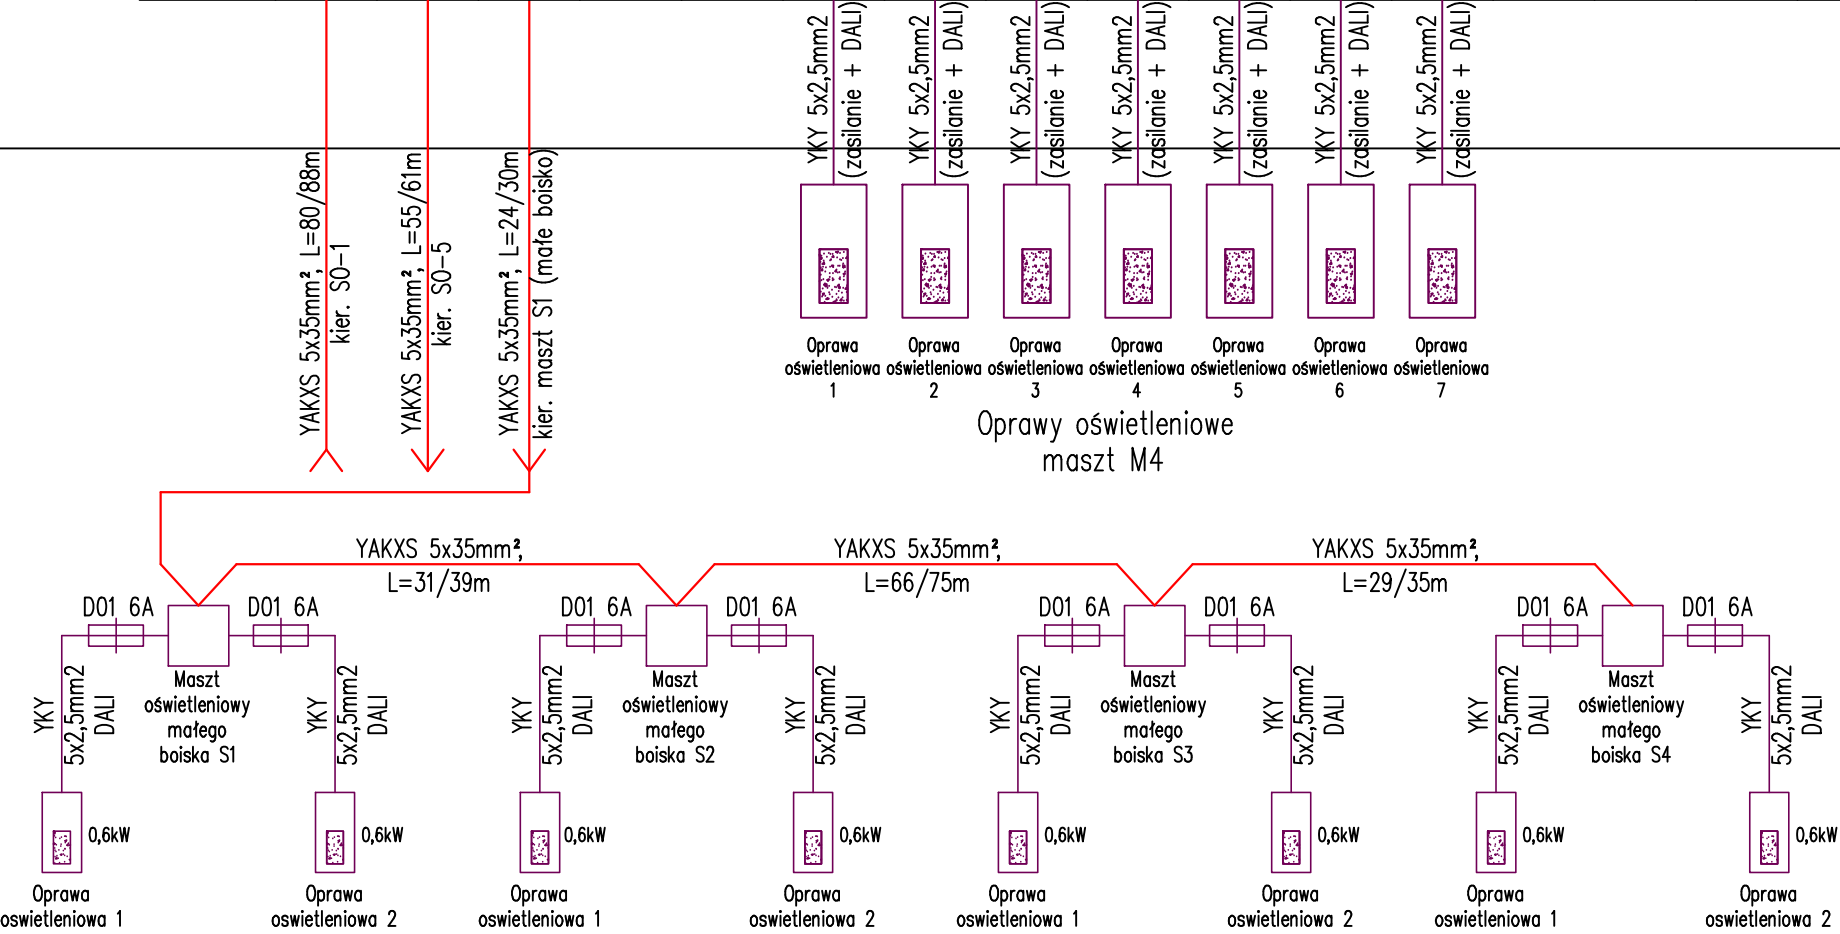 YAKXS 5x35mm², L=80/88m
kier. SO-1
YAKXS 5x35mm², L=55/61m
kier. SO-5
YAKXS 5x35mm², L=24/30m
kier. maszt S1 (małe boisko)
YKY 5x2,5mm2
(zasilanie + DALI)
YKY 5x2,5mm2
(zasilanie + DALI)
YKY 5x2,5mm2
(zasilanie + DALI)
YKY 5x2,5mm2
(zasilanie + DALI)
YKY 5x2,5mm2
(zasilanie + DALI)
YKY 5x2,5mm2
(zasilanie + DALI)
YKY 5x2,5mm2
(zasilanie + DALI)
Oprawa
oświetleniowa
1
Oprawa
oświetleniowa
2
Oprawa
oświetleniowa
3
Oprawa
oświetleniowa
4
Oprawa
oświetleniowa
5
Oprawa
oświetleniowa
6
Oprawa
oświetleniowa
7
Oprawy oświetleniowe
maszt M4
YAKXS 5x35mm²,
L=31/39m
YAKXS 5x35mm²,
L=66/75m
YAKXS 5x35mm²,
L=29/35m
D01 6A
D01 6A
D01 6A
D01 6A
D01 6A
D01 6A
D01 6A
D01 6A
YKY
5x2,5mm2
DALI
Maszt
oświetleniowy
małego
boiska S1
YKY
5x2,5mm2
DALI
YKY
5x2,5mm2
DALI
Maszt
oświetleniowy
małego
boiska S2
YKY
5x2,5mm2
DALI
YKY
5x2,5mm2
DALI
Maszt
oświetleniowy
małego
boiska S3
YKY
5x2,5mm2
DALI
YKY
5x2,5mm2
DALI
Maszt
oświetleniowy
małego
boiska S4
YKY
5x2,5mm2
DALI
0,6kW
0,6kW
0,6kW
0,6kW
0,6kW
0,6kW
0,6kW
0,6kW
Oprawa
oswietleniowa 1
Oprawa
oswietleniowa 2
Oprawa
oswietleniowa 1
Oprawa
oswietleniowa 2
Oprawa
oswietleniowa 1
Oprawa
oswietleniowa 2
Oprawa
oswietleniowa 1
Oprawa
oswietleniowa 2